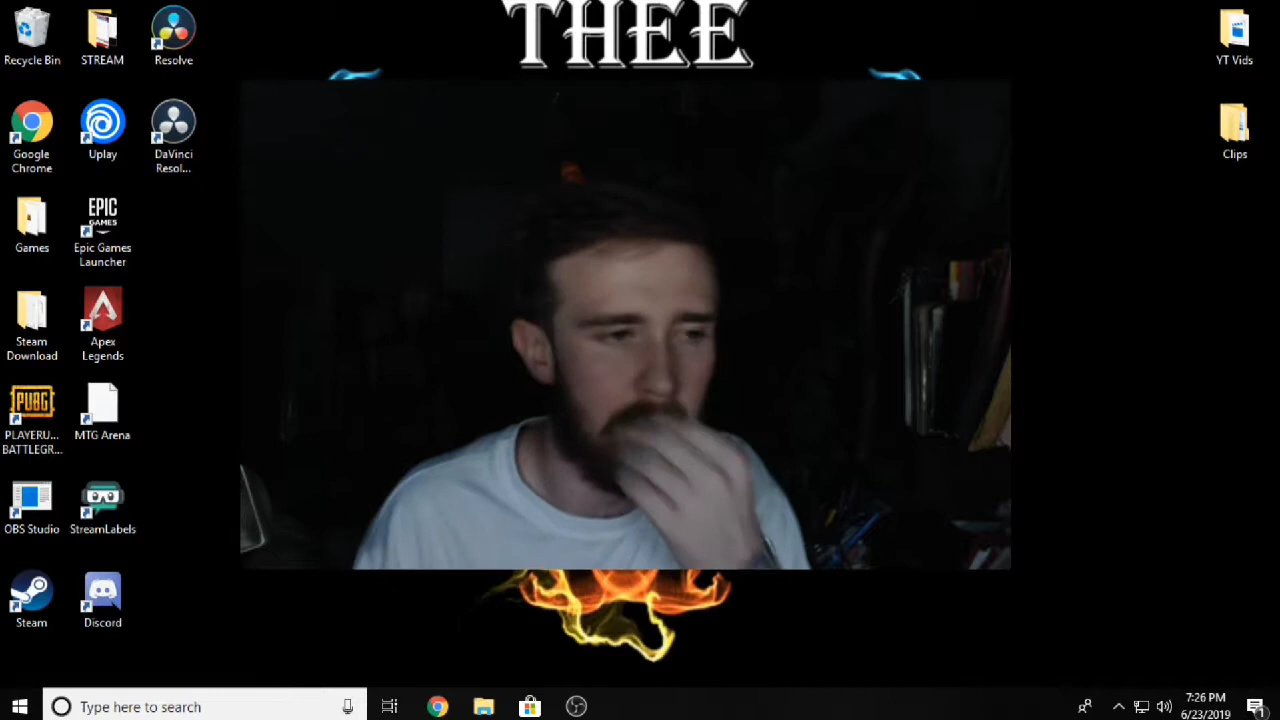 THEE
Recycle Bin
STREAM
Resolve
YT Vids
Google
Chrome
Uplay
DaVinci
Resol...
Clips
Games
EPIC
GAMES
Epic Games
Launcher
Steam
Download
Apex
Legends
PUBG
PLAYERU...
BATTLEGR...
MTG Arena
OBS Studio
StreamLabels
Steam
Discord
Type here to search
7:26 PM
6/23/2019
1